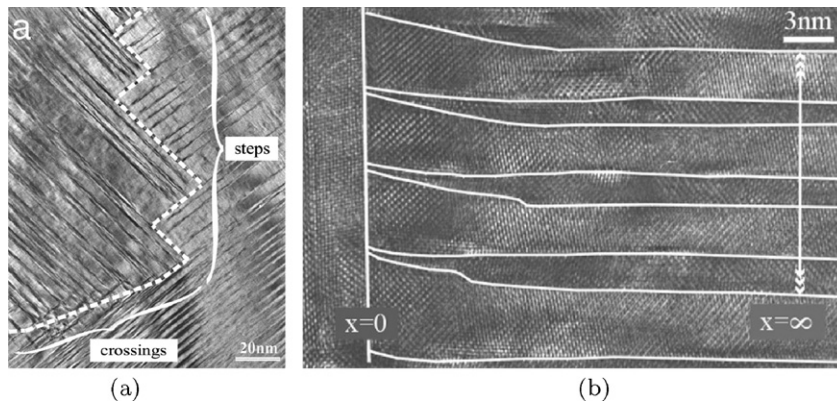 a
steps
crossings
20nm
3nm
x=0
x=∞
(a)
(b)